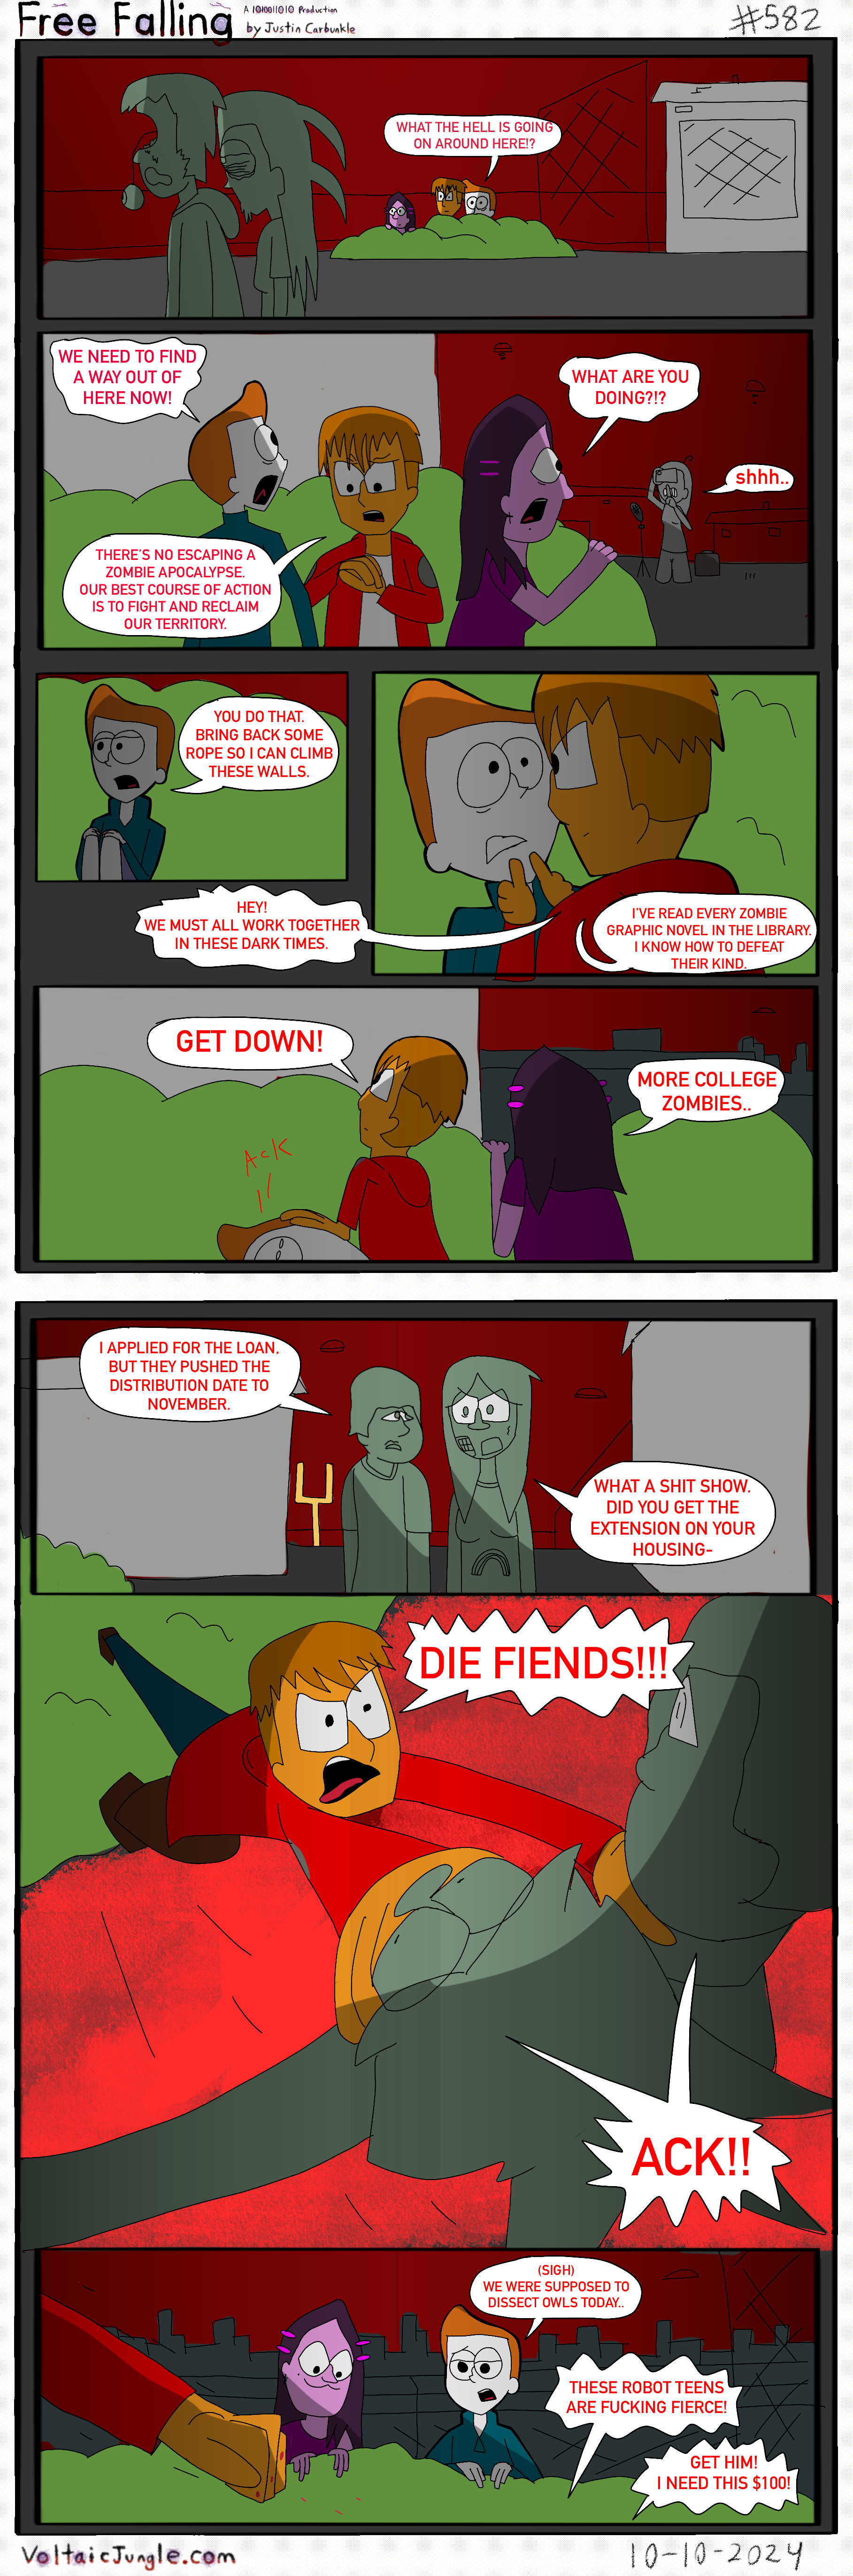 Free Falling
A 1010011010 Production
by Justin Carbunkle
#582
WHAT THE HELL IS GOING
ON AROUND HERE!?
WE NEED TO FIND
A WAY OUT OF
HERE NOW!
WHAT ARE YOU
DOING?!?
shhh..
THERE'S NO ESCAPING A
ZOMBIE APOCALYPSE.
OUR BEST COURSE OF ACTION
IS TO FIGHT AND RECLAIM
OUR TERRITORY.
YOU DO THAT.
BRING BACK SOME
ROPE SO I CAN CLIMB
THESE WALLS.
HEY!
WE MUST ALL WORK TOGETHER
IN THESE DARK TIMES.
I'VE READ EVERY ZOMBIE
GRAPHIC NOVEL IN THE LIBRARY.
I KNOW HOW TO DEFEAT
THEIR KIND.
GET DOWN!
MORE COLLEGE
ZOMBIES..
Ack
I APPLIED FOR THE LOAN,
BUT THEY PUSHED THE
DISTRIBUTION DATE TO
NOVEMBER.
WHAT A SHIT SHOW.
DID YOU GET THE
EXTENSION ON YOUR
HOUSING-
DIE FIENDS!!!
ACK!!
(SIGH)
WE WERE SUPPOSED TO
DISSECT OWLS TODAY..
THESE ROBOT TEENS
ARE FUCKING FIERCE!
GET HIM!
I NEED THIS $100!
VoltaicJungle.com
10-10-2024